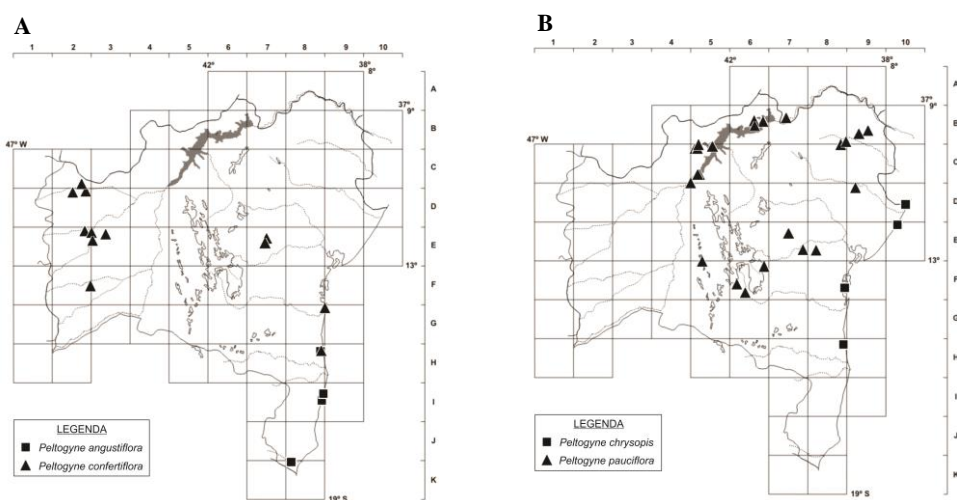 A
1 2 3 4 5 6 7 8 9 10
42° 38°
8°
37°
9°
47° W
13°
19° S
A
B
C
D
E
F
G
H
I
J
K
LEGENDA
Peltogyne angustiflora
Peltogyne confertiflora
B
1 2 3 4 5 6 7 8 9 10
42° 38°
8°
37°
9°
47° W
13°
19° S
A
B
C
D
E
F
G
H
I
J
K
LEGENDA
Peltogyne chrysopis
Peltogyne pauciflora